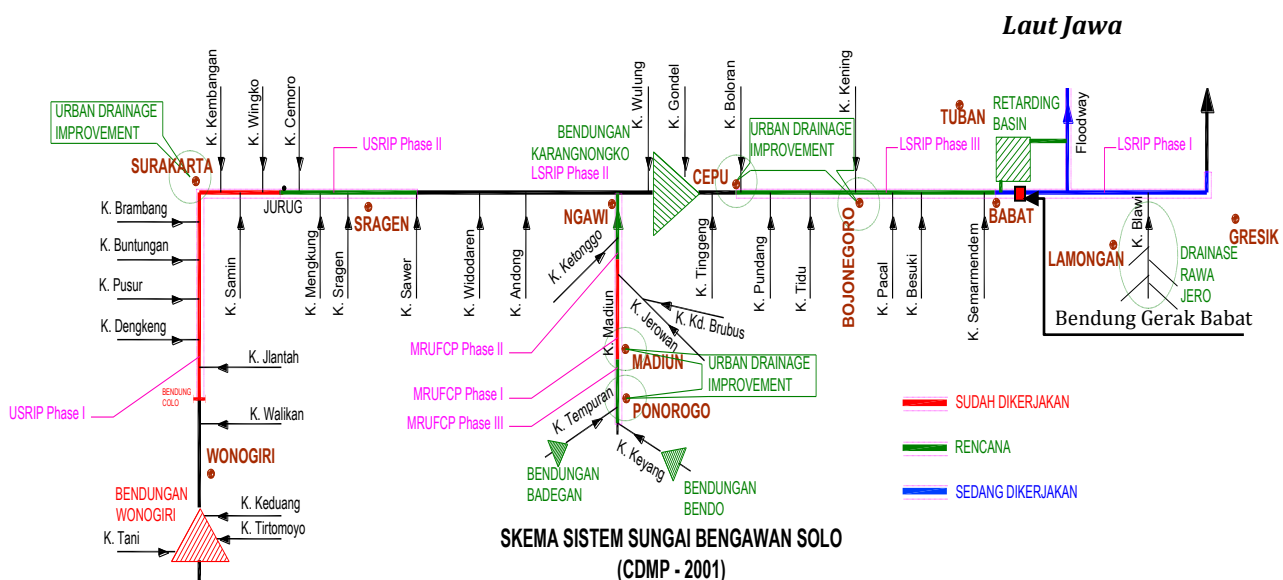 Laut Jawa
K. Kembangan
K. Wingko
K. Cemoro
K. Wulung
K. Gondel
K. Boloran
K. Kening
Floodway
URBAN DRAINAGE
IMPROVEMENT
SURAKARTA
USRIP Phase II
BENDUNGAN
KARANGNONGKO
LSRIP Phase II
CEPU
URBAN DRAINAGE
IMPROVEMENT
TUBAN
RETARDING
BASIN
LSRIP Phase III
LSRIP Phase I
JURUG
SRAGEN
NGAWI
BOJONEGORO
BABAT
LAMONGAN
GRESIK
K. Blawi
DRAINASE
RAWA
JERO
Bendung Gerak Babat
K. Brambang
K. Buntungan
K. Pusur
K. Dengkeng
K. Samin
K. Mengkung
K. Sragen
K. Sawer
K. Widodaren
K. Andong
K. Ketonggo
K. Madiun
K. Jerowan
K. Kd. Brubus
K. Tinggeng
K. Pundang
K. Tidu
K. Pacal
K. Besuki
K. Semarmendem
K. Jlantah
USRIP Phase I
BENDUNG
COLO
K. Walikan
MRUFCP Phase II
MADIUN
URBAN DRAINAGE
IMPROVEMENT
MRUFCP Phase I
PONOROGO
MRUFCP Phase III
K. Tempuran
K. Keyang
BENDUNGAN
BADEGAN
BENDUNGAN
BENDO
WONOGIRI
BENDUNGAN
WONOGIRI
K. Keduang
K. Tirtomoyo
K. Tani
SUDAH DIKERJAKAN
RENCANA
SEDANG DIKERJAKAN
SKEMA SISTEM SUNGAI BENGAWAN SOLO
(CDMP - 2001)